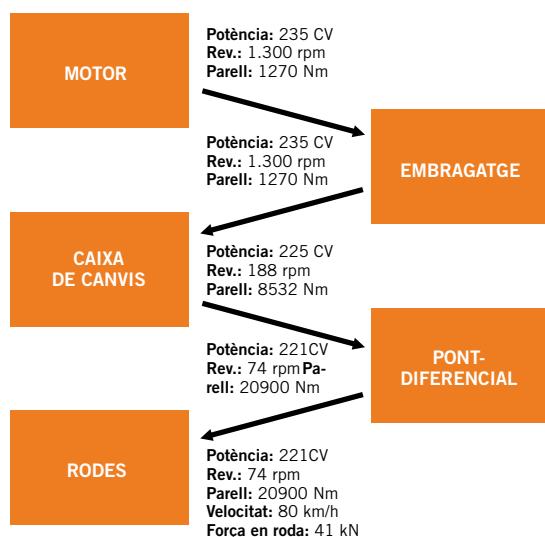 MOTOR
Potència: 235 CV
Rev.: 1.300 rpm
Parell: 1270 Nm
EMBRAGATGE
Potència: 235 CV
Rev.: 1.300 rpm
Parell: 1270 Nm
CAIXA
DE CANVIS
Potència: 225 CV
Rev.: 188 rpm
Parell: 8532 Nm
PONT-
DIFERENCIAL
Potència: 221CV
Rev.: 74 rpm Pa-
rell: 20900 Nm
RODES
Potència: 221CV
Rev.: 74 rpm
Parell: 20900 Nm
Velocitat: 80 km/h
Força en roda: 41 kN